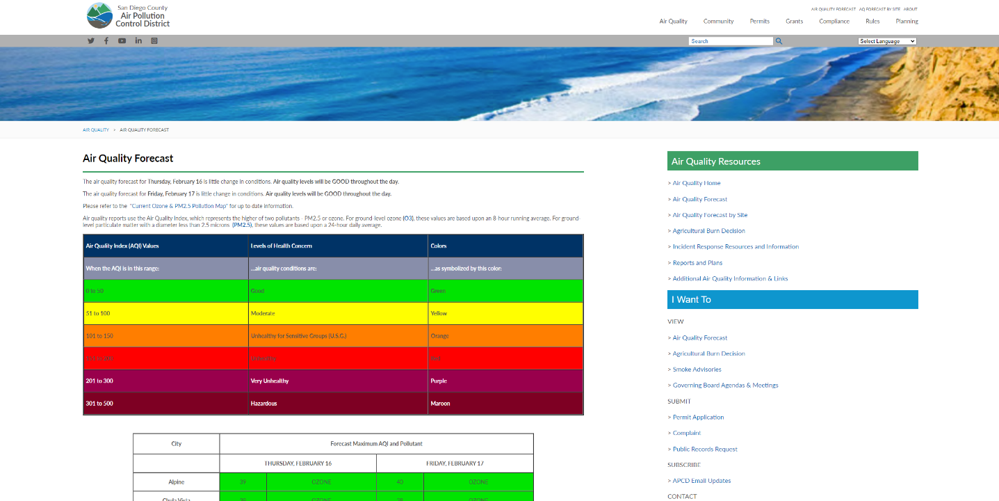 San Diego County
Air Pollution
Control District
AIR QUALITY FORECAST AQ FORECAST BY SITE ABOUT
Air Quality Community Permits Grants Compliance Rules Planning
Search
Select Language
AIR QUALITY > AIR QUALITY FORECAST
Air Quality Forecast
The air quality forecast for Thursday, February 16 is little change in conditions. Air quality levels will be GOOD throughout the day.
The air quality forecast for Friday, February 17 is little change in conditions. Air quality levels will be GOOD throughout the day.
Please refer to the "Current Ozone & PM2.5 Pollution Map" for up to date information.
Air quality reports use the Air Quality Index, which represents the higher of two pollutants - PM2.5 or ozone. For ground-level ozone (O3), these values are based upon an 8-hour running average. For ground-
level particulate matter with a diameter less than 2.5 microns (PM2.5), these values are based upon a 24-hour daily average.
Air Quality Index (AQI) Values Levels of Health Concern Colors
When the AQI is in this range: ...air quality conditions are: ...as symbolized by this color:
0 to 50 Good Green
51 to 100 Moderate Yellow
101 to 150 Unhealthy for Sensitive Groups (U.S.G.) Orange
151 to 200 Unhealthy Red
201 to 300 Very Unhealthy Purple
301 to 500 Hazardous Maroon
City Forecast Maximum AQI and Pollutant
THURSDAY, FEBRUARY 16 FRIDAY, FEBRUARY 17
Alpine 39 OZONE 40 OZONE
Chula Vista 39 OZONE 38 OZONE
Air Quality Resources
> Air Quality Home
> Air Quality Forecast
> Air Quality Forecast by Site
> Agricultural Burn Decision
> Incident Response Resources and Information
> Reports and Plans
> Additional Air Quality Information & Links
I Want To
VIEW
> Air Quality Forecast
> Agricultural Burn Decision
> Smoke Advisories
> Governing Board Agendas & Meetings
SUBMIT
> Permit Application
> Complaint
> Public Records Request
SUBSCRIBE
> APCD Email Updates
CONTACT